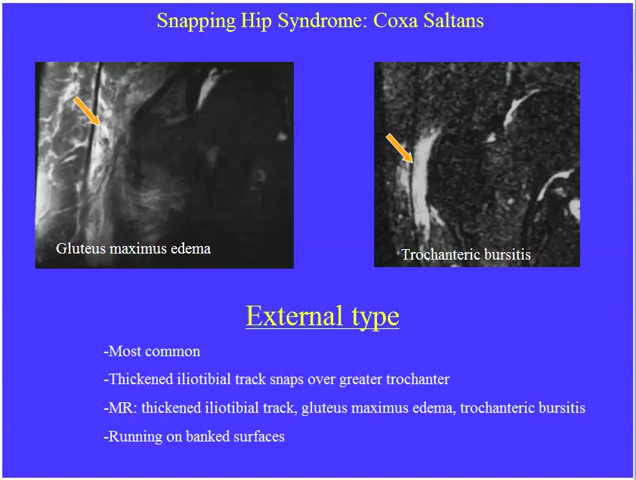 Snapping Hip Syndrome: Coxa Saltans
Gluteus maximus edema
Trochanteric bursitis
External type
-Most common
-Thickened iliotibial track snaps over greater trochanter
-MR: thickened iliotibial track, gluteus maximus edema, trochanteric bursitis
-Running on banked surfaces